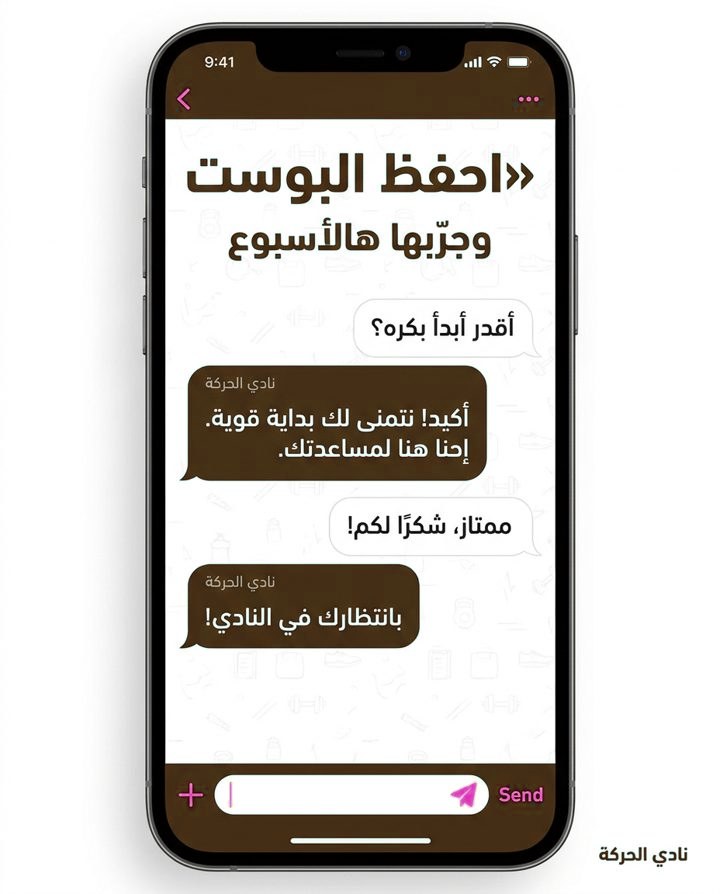 9:41
«احفظ البوست
وجرّبها هالأسبوع
أقدر أبدأ بكره؟
نادي الحركة
أكيد! نتمنى لك بداية قوية.
إحنا هنا لمساعدتك.
ممتاز، شكرًا لكم!
نادي الحركة
بانتظارك في النادي!
Send
نادي الحركة